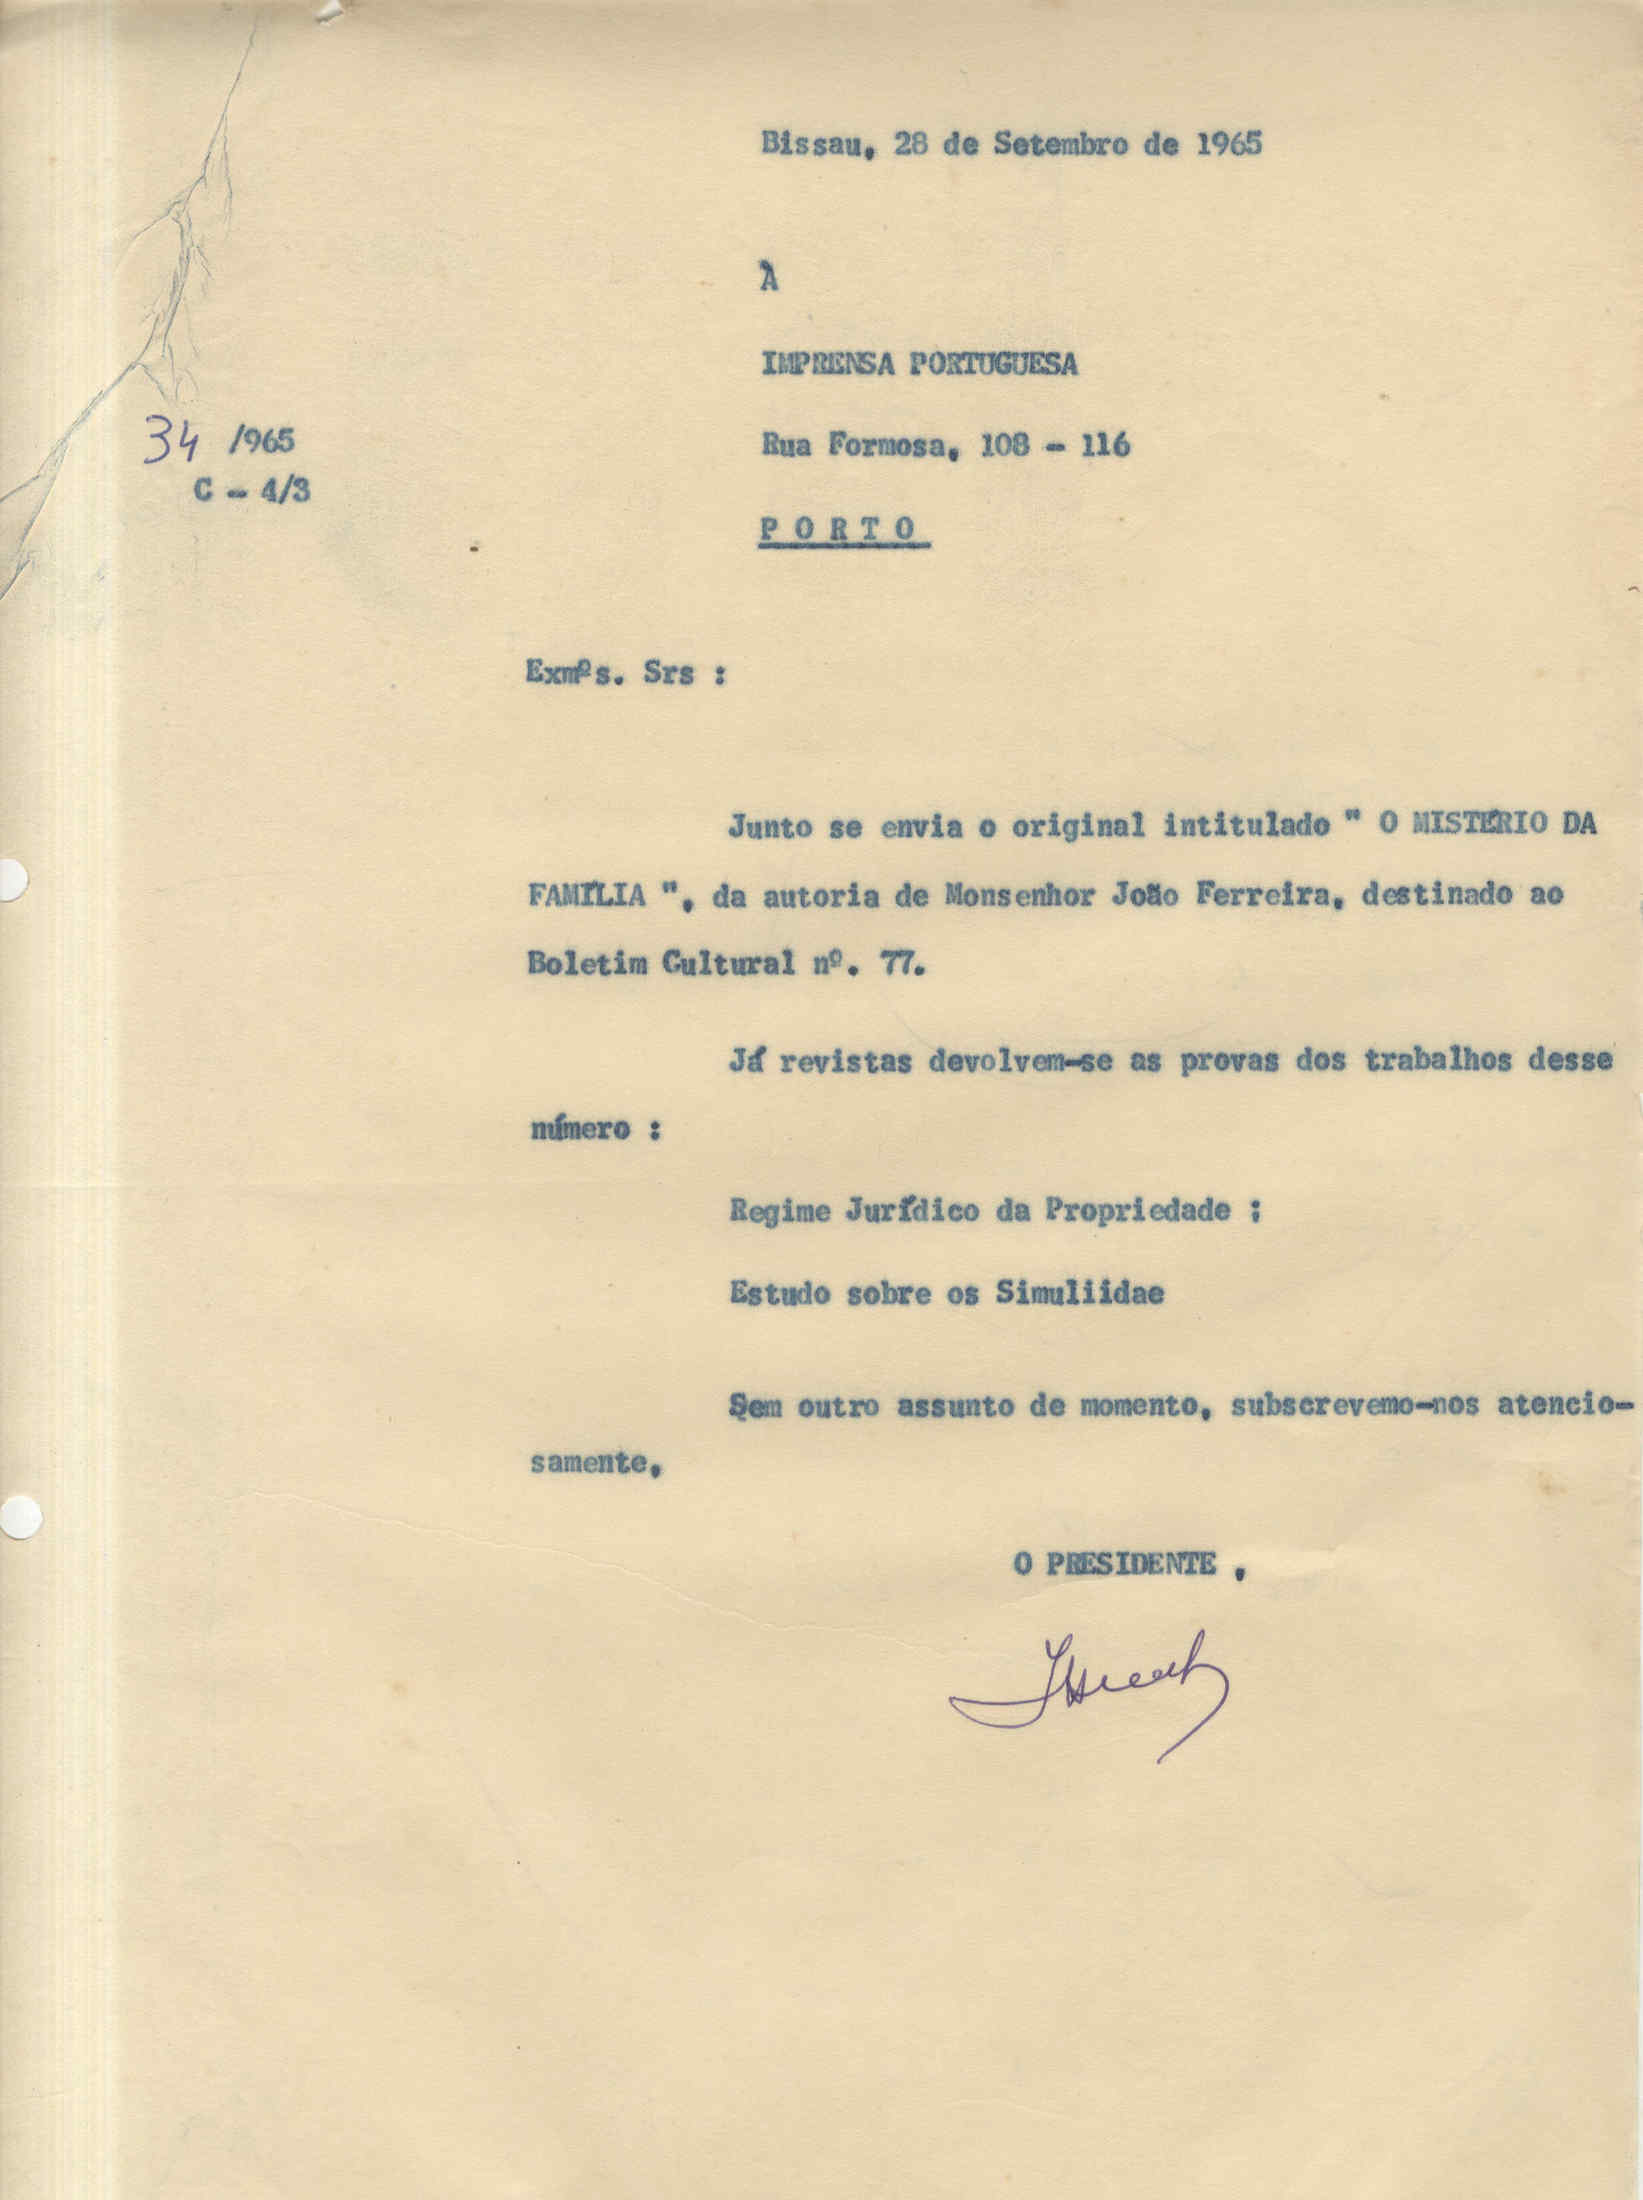 Bissau, 28 de Setembro de 1965
À
IMPRENSA PORTUGUESA
34 /965
Rua Formosa, 108 - 116
C - 4/3
PORTO
Exmºs. Srs :
Junto se envia o original intitulado " O MISTÉRIO DA
FAMÍLIA ", da autoria de Monsenhor João Ferreira, destinado ao
Boletim Cultural nº. 77.
Já revistas devolvem-se as provas dos trabalhos desse
número :
Regime Jurídico da Propriedade ;
Estudo sobre os Simuliidae
Sem outro assunto de momento, subscrevemo-nos atencio-
samente,
O PRESIDENTE ,